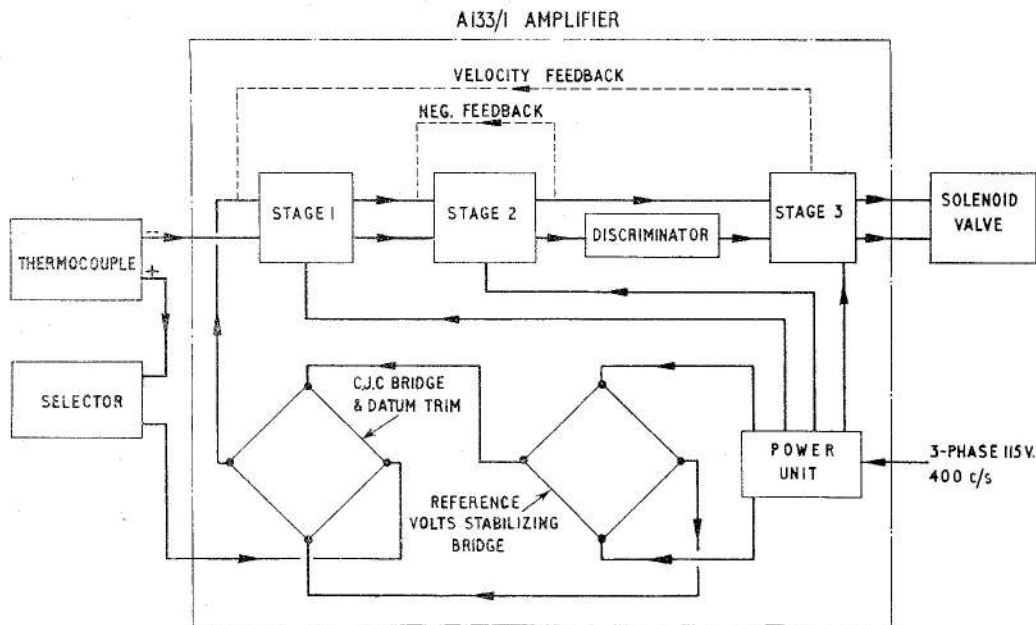 A133/1 AMPLIFIER
VELOCITY FEEDBACK
NEG. FEEDBACK
STAGE 1
STAGE 2
DISCRIMINATOR
STAGE 3
SOLENOID
VALVE
-
THERMOCOUPLE
+
SELECTOR
C.J.C BRIDGE
& DATUM TRIM
REFERENCE
VOLTS STABILIZING
BRIDGE
POWER
UNIT
3-PHASE 115V.
400 c/s